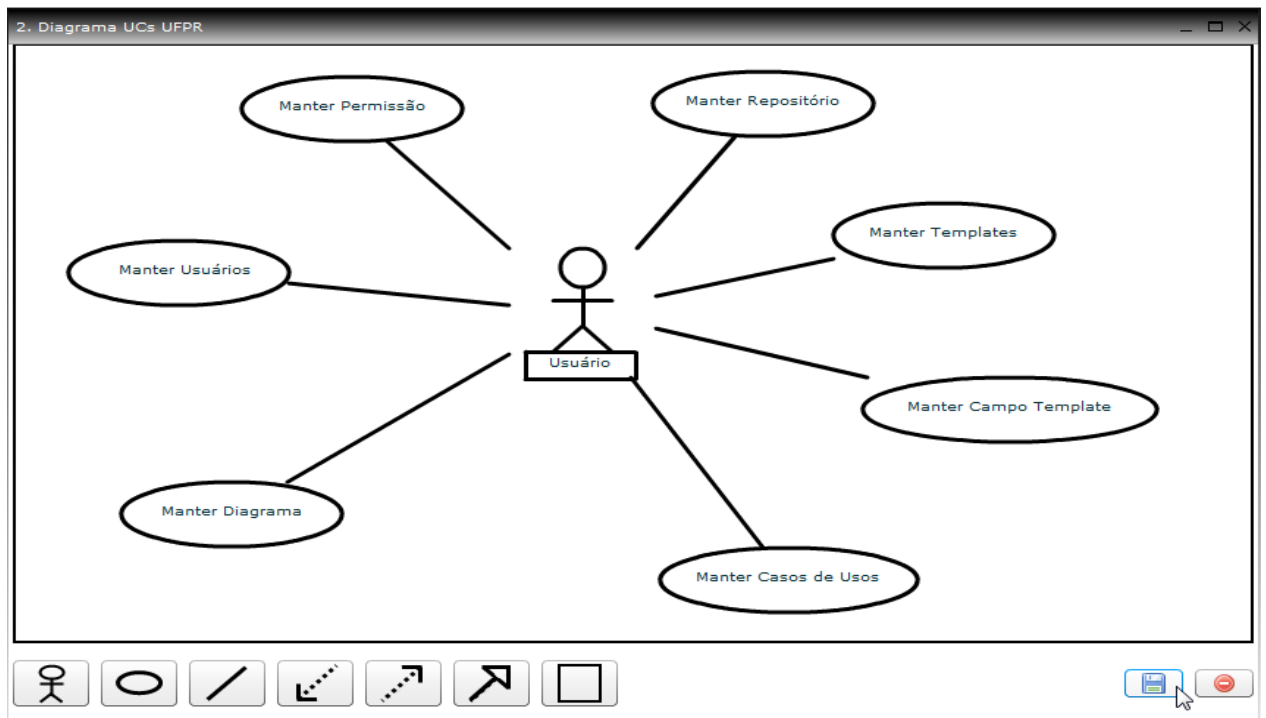 2. Diagrama UCs UFPR
Manter Permissão
Manter Repositório
Manter Templates
Manter Usuários
Usuário
Manter Campo Template
Manter Diagrama
Manter Casos de Usos